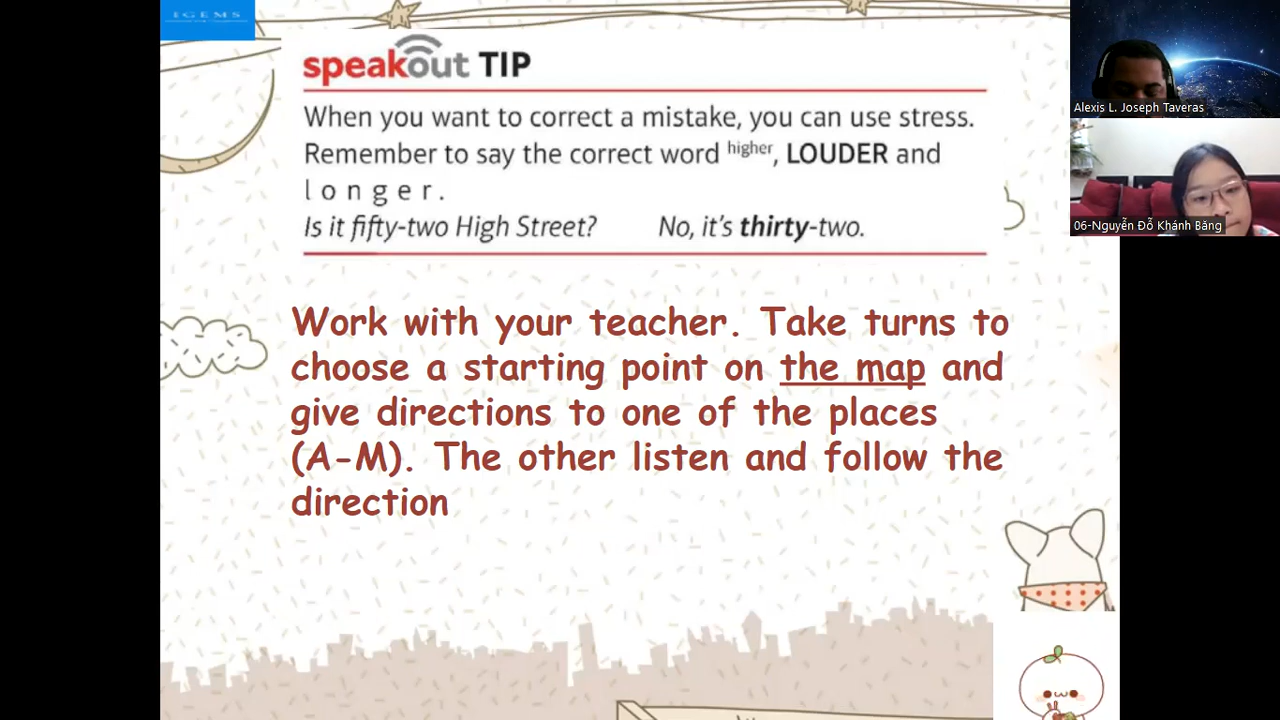 IGEMS
speakout TIP
When you want to correct a mistake, you can use stress.
Remember to say the correct word higher, LOUDER and
l o n g e r .
Is it fifty-two High Street? No, it's thirty-two.
Work with your teacher. Take turns to
choose a starting point on the map and
give directions to one of the places
(A-M). The other listen and follow the
direction
Alexis L. Joseph Taveras
06-Nguyễn Đỗ Khánh Băng